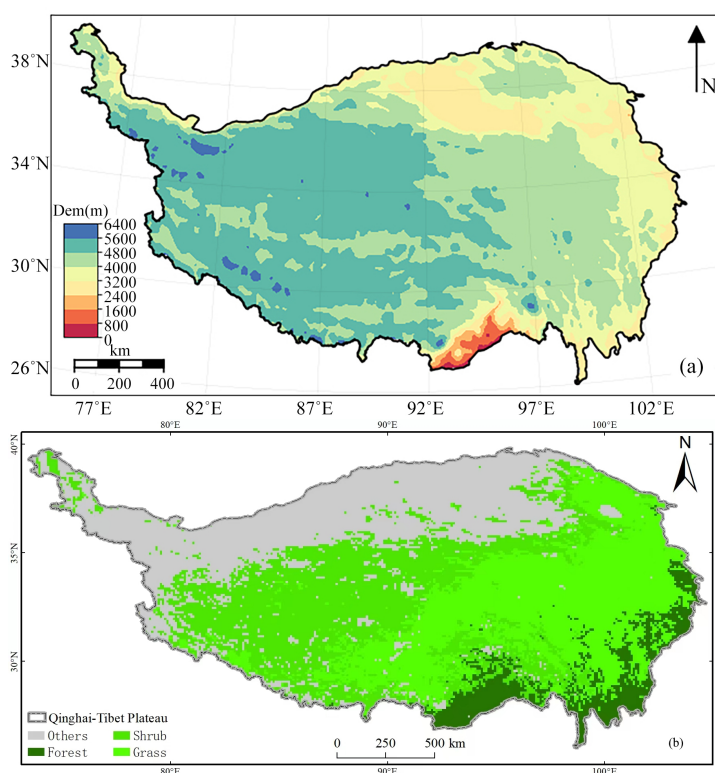 38°N
N
34°N
Dem(m)
6400
5600
4800
4000
3200
2400
1600
800
0
30°N
km
0 200 400
26°N
(a)
77°E 82°E 87°E 92°E 97°E 102°E
80°E 90°E 100°E
40°N
N
35°N
30°N
Qinghai-Tibet Plateau
Others Shrub
Forest Grass
0 250 500 km
(b)
80°E 90°E 100°E